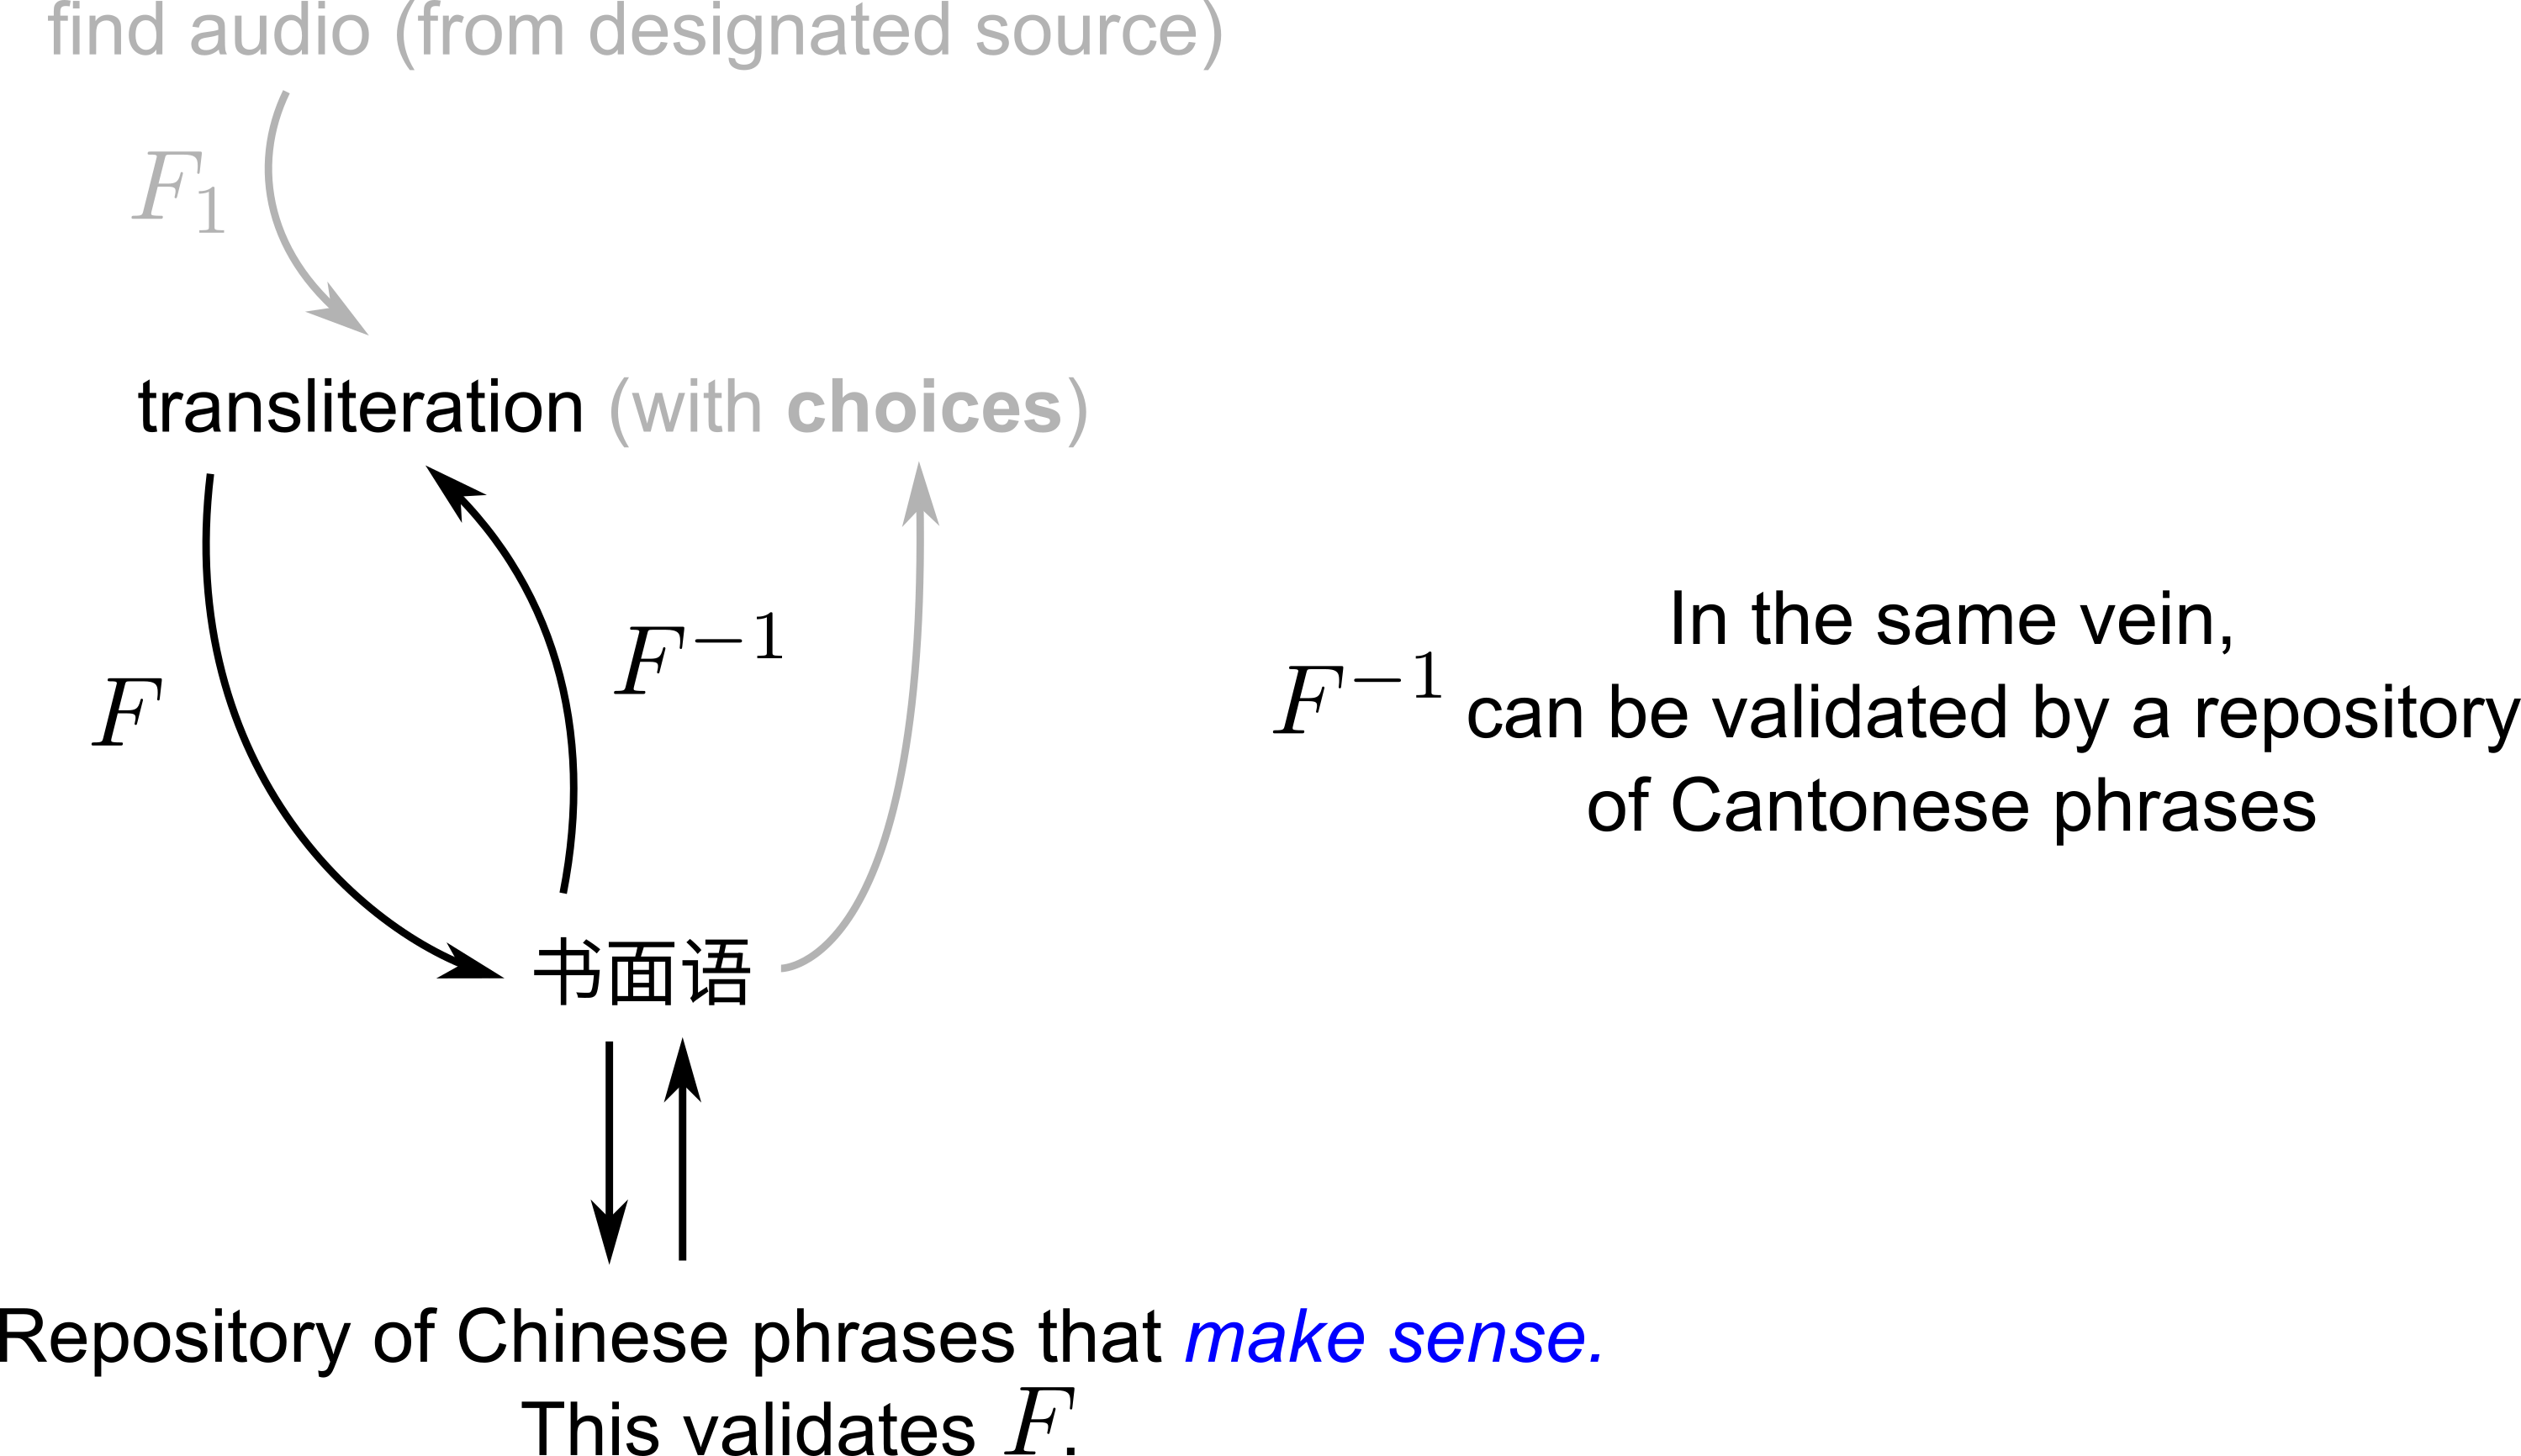 find audio (from designated source)
F₁
transliteration (with choices)
F
F⁻¹
In the same vein,
F⁻¹ can be validated by a repository
of Cantonese phrases
书面语
Repository of Chinese phrases that make sense.
This validates F.